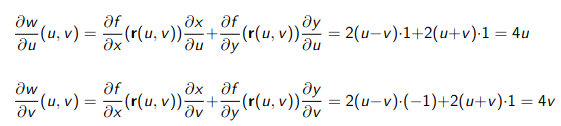 ∂w/∂u (u, v) = ∂f/∂x (r(u, v)) ∂x/∂u + ∂f/∂y (r(u, v)) ∂y/∂u = 2(u−v)·1+2(u+v)·1 = 4u
∂w/∂v (u, v) = ∂f/∂x (r(u, v)) ∂x/∂v + ∂f/∂y (r(u, v)) ∂y/∂v = 2(u−v)·(−1)+2(u+v)·1 = 4v